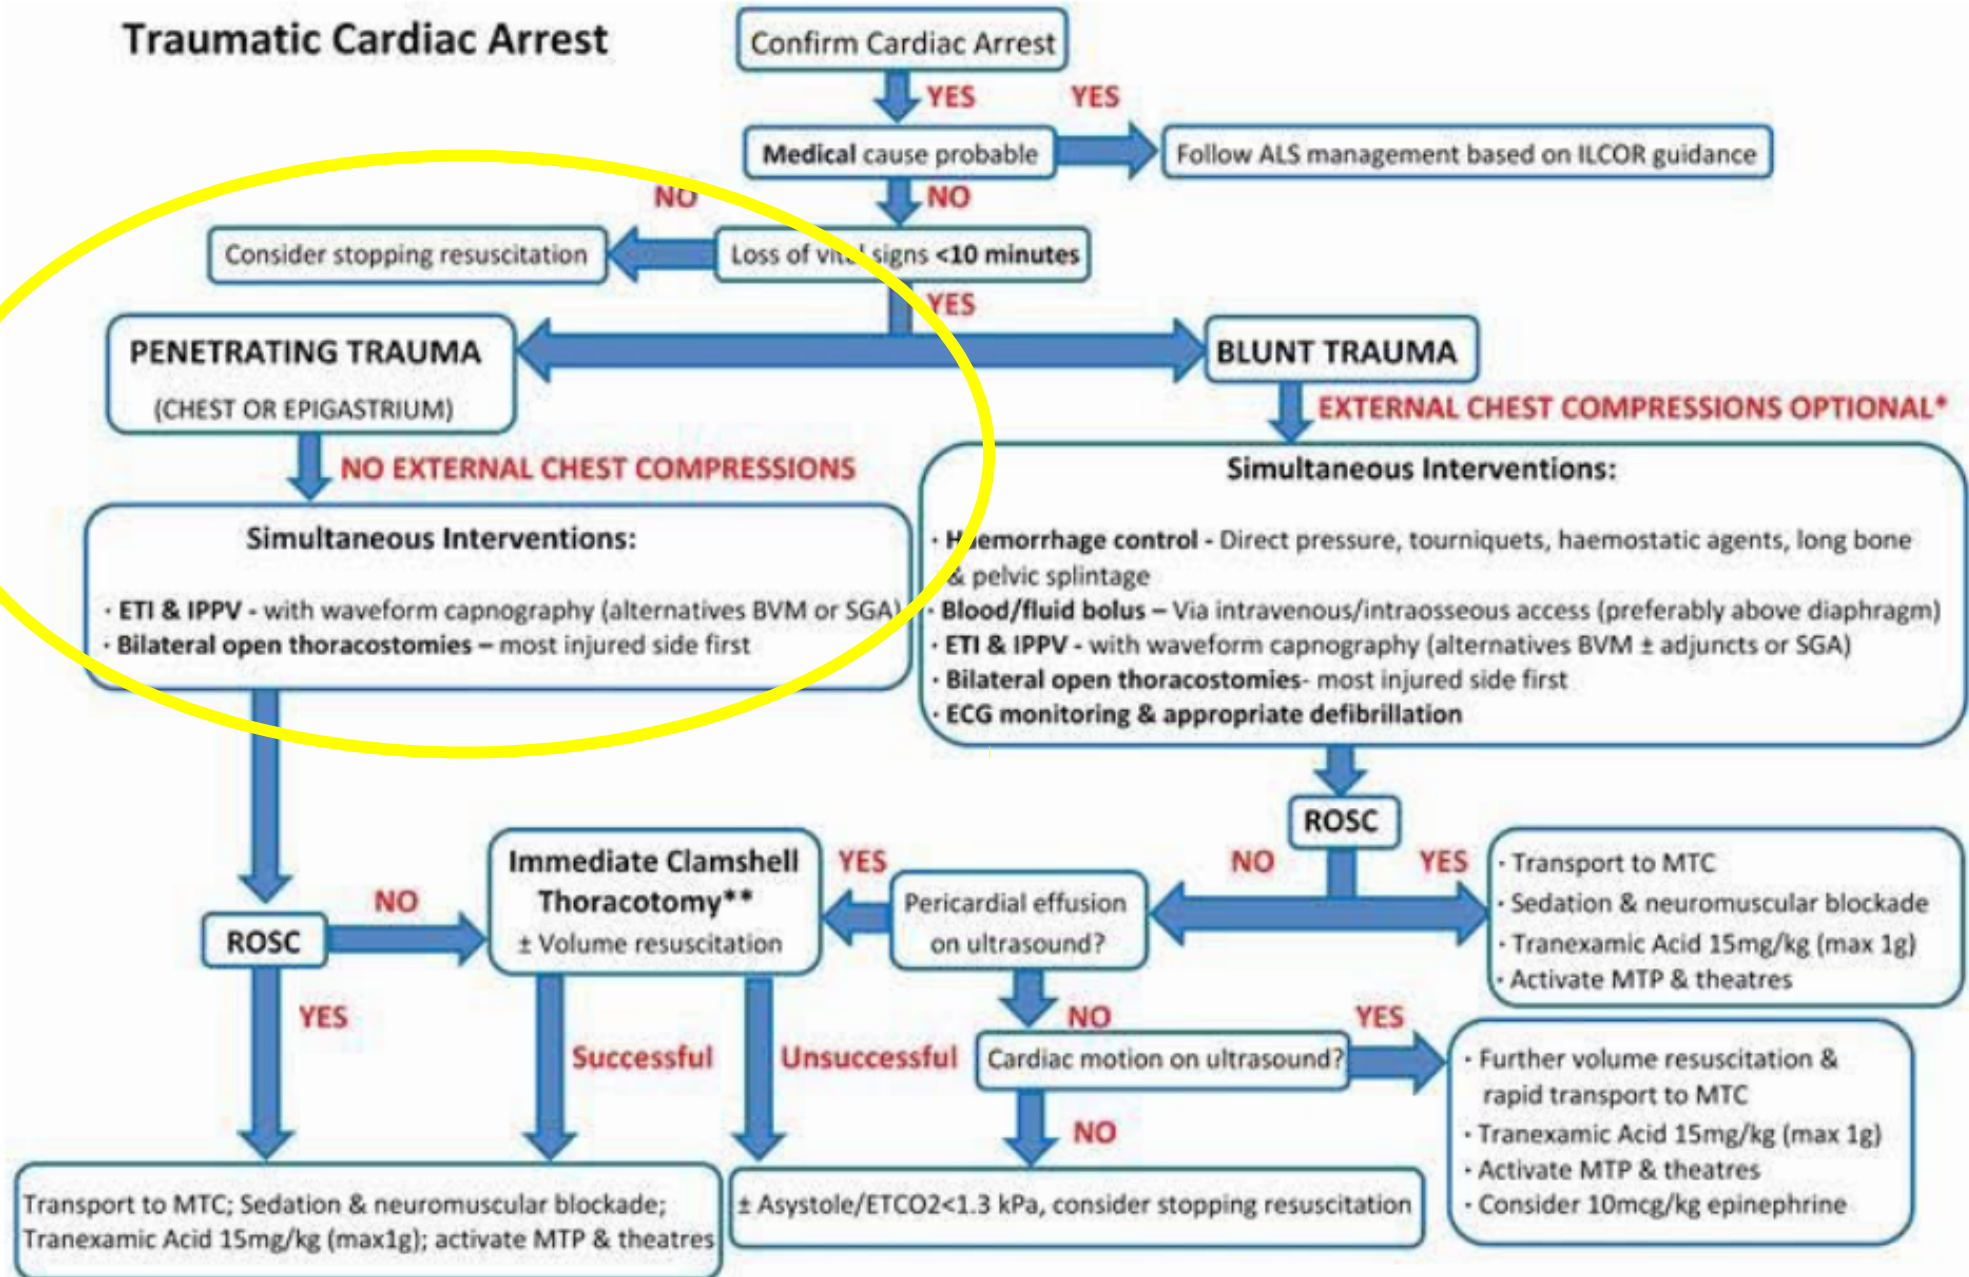 Traumatic Cardiac Arrest
Confirm Cardiac Arrest
YES
YES
Medical cause probable
Follow ALS management based on ILCOR guidance
NO
NO
Consider stopping resuscitation
Loss of vital signs <10 minutes
YES
PENETRATING TRAUMA
(CHEST OR EPIGASTRIUM)
BLUNT TRAUMA
EXTERNAL CHEST COMPRESSIONS OPTIONAL*
NO EXTERNAL CHEST COMPRESSIONS
Simultaneous Interventions:
· ETI & IPPV - with waveform capnography (alternatives BVM or SGA)
· Bilateral open thoracostomies – most injured side first
Simultaneous Interventions:
· Haemorrhage control - Direct pressure, tourniquets, haemostatic agents, long bone
& pelvic splintage
· Blood/fluid bolus – Via intravenous/intraosseous access (preferably above diaphragm)
· ETI & IPPV - with waveform capnography (alternatives BVM ± adjuncts or SGA)
· Bilateral open thoracostomies- most injured side first
· ECG monitoring & appropriate defibrillation
ROSC
NO
YES
· Transport to MTC
· Sedation & neuromuscular blockade
· Tranexamic Acid 15mg/kg (max 1g)
· Activate MTP & theatres
Pericardial effusion
on ultrasound?
YES
Immediate Clamshell
Thoracotomy**
± Volume resuscitation
NO
ROSC
YES
Successful
Unsuccessful
NO
Cardiac motion on ultrasound?
YES
· Further volume resuscitation &
rapid transport to MTC
· Tranexamic Acid 15mg/kg (max 1g)
· Activate MTP & theatres
· Consider 10mcg/kg epinephrine
NO
Transport to MTC; Sedation & neuromuscular blockade;
Tranexamic Acid 15mg/kg (max1g); activate MTP & theatres
± Asystole/ETCO2<1.3 kPa, consider stopping resuscitation